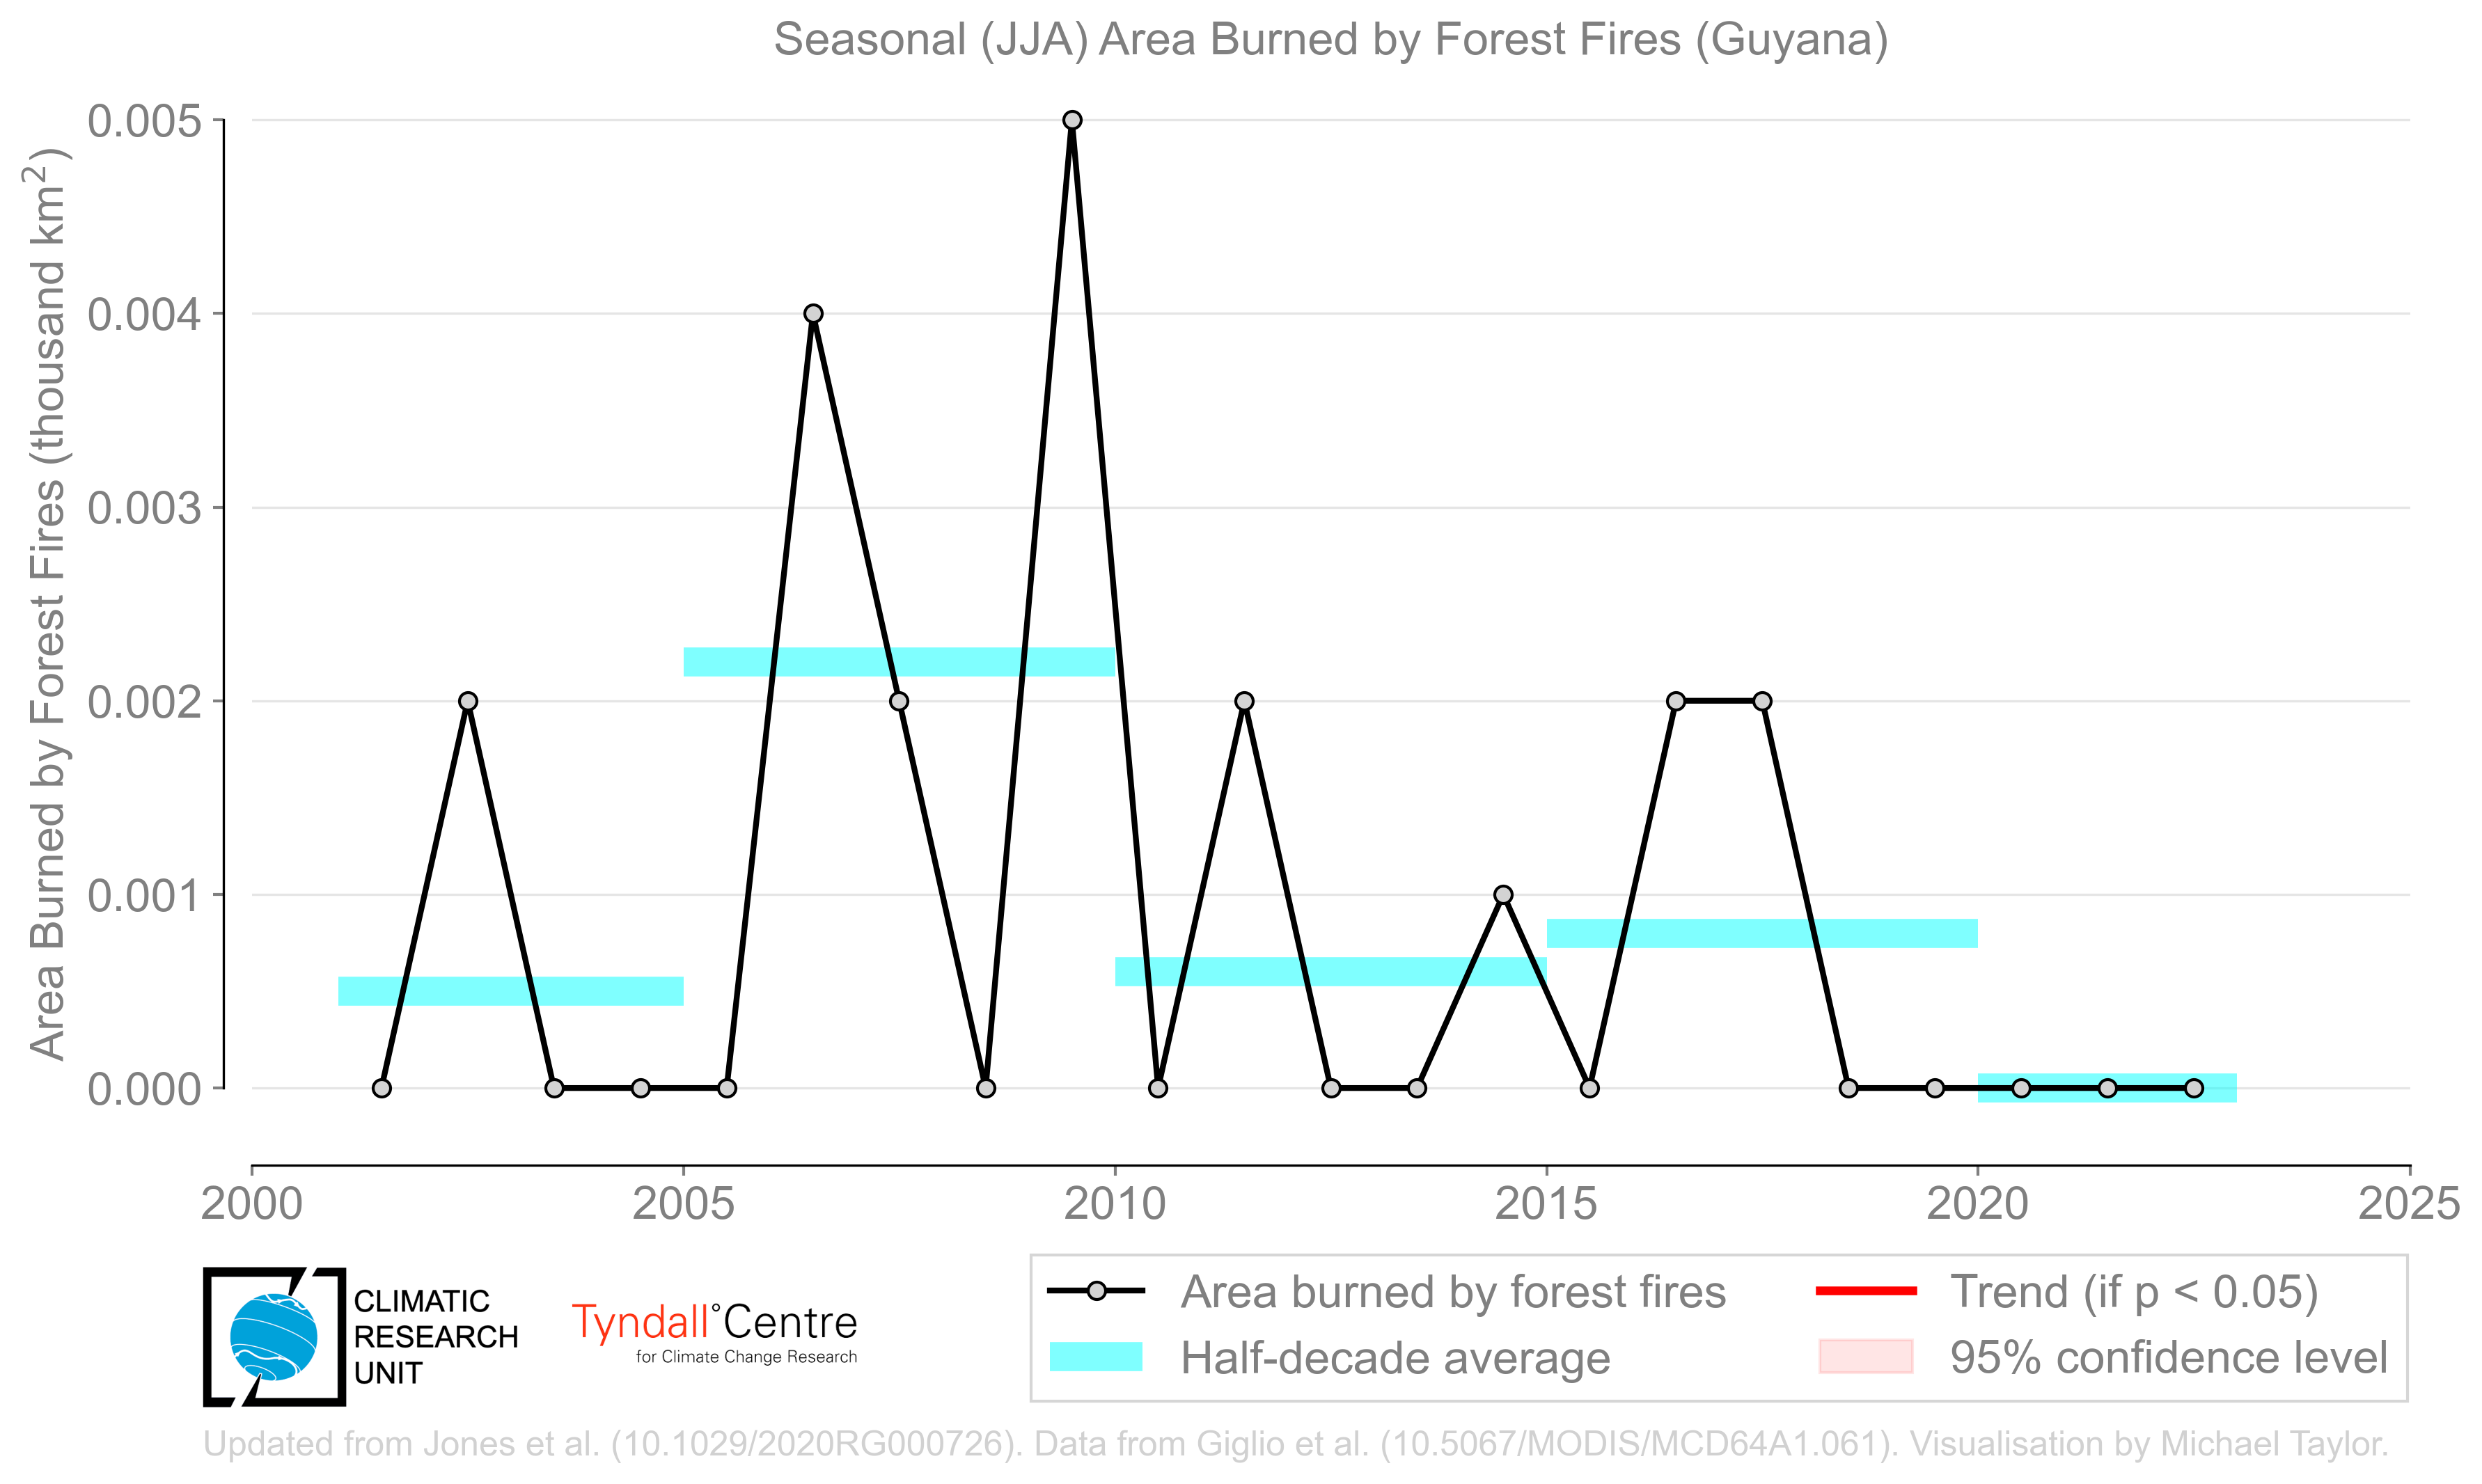 Seasonal (JJA) Area Burned by Forest Fires (Guyana)
Area Burned by Forest Fires (thousand km²)
0.005
0.004
0.003
0.002
0.001
0.000
2000 2005 2010 2015 2020 2025
CLIMATIC
RESEARCH
UNIT
Tyndall°Centre
for Climate Change Research
Area burned by forest fires
Half-decade average
Trend (if p < 0.05)
95% confidence level
Updated from Jones et al. (10.1029/2020RG000726). Data from Giglio et al. (10.5067/MODIS/MCD64A1.061). Visualisation by Michael Taylor.